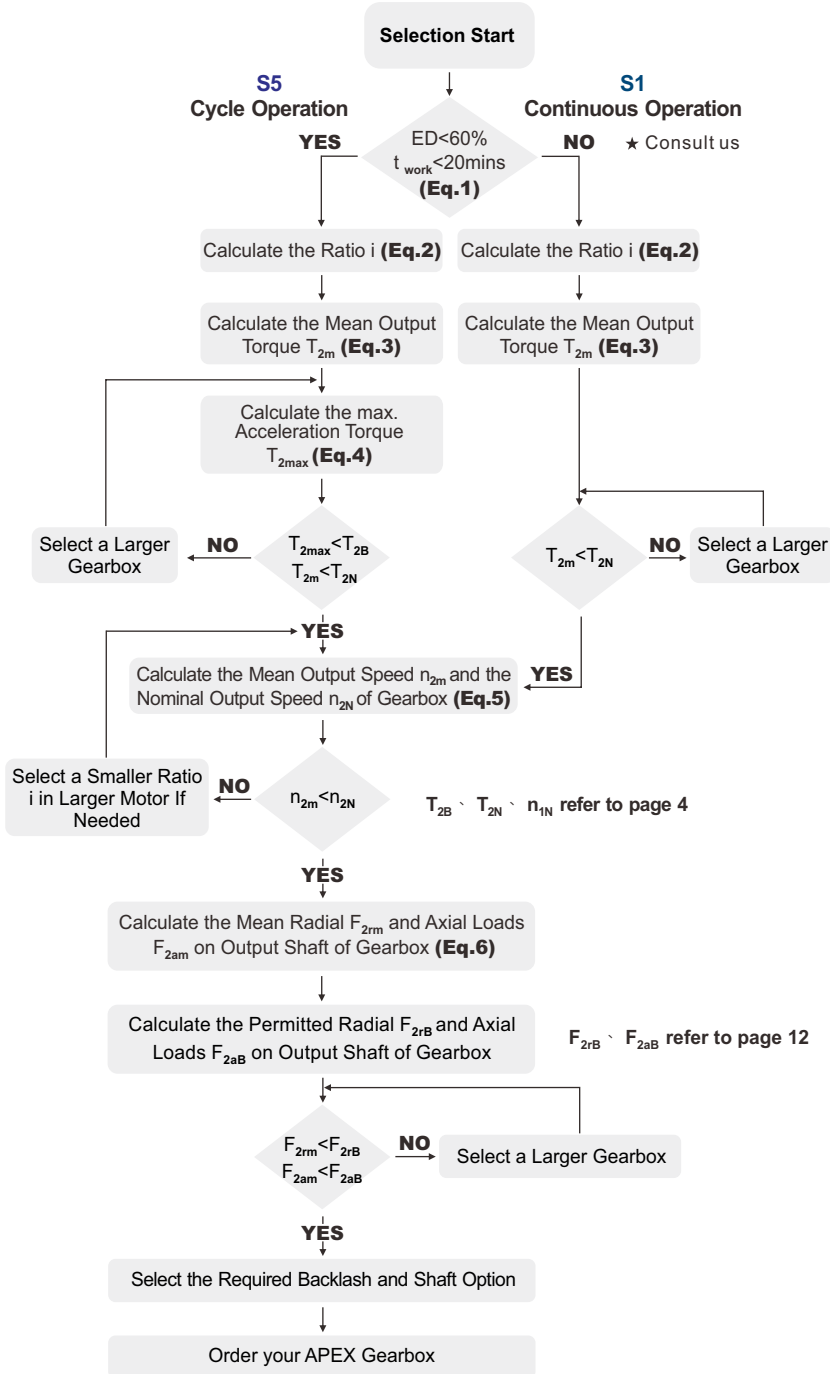 Selection Start
S5
Cycle Operation
S1
Continuous Operation
YES
ED<60%
t work<20mins
(Eq.1)
NO
★ Consult us
Calculate the Ratio i (Eq.2)
Calculate the Ratio i (Eq.2)
Calculate the Mean Output
Torque T2m (Eq.3)
Calculate the Mean Output
Torque T2m (Eq.3)
Calculate the max.
Acceleration Torque
T2max (Eq.4)
Select a Larger
Gearbox
NO
T2max<T2B
T2m<T2N
T2m<T2N
NO
Select a Larger
Gearbox
YES
Calculate the Mean Output Speed n2m and the
Nominal Output Speed n2N of Gearbox (Eq.5)
YES
Select a Smaller Ratio
i in Larger Motor If
Needed
NO
n2m<n2N
T2B、 T2N、 n1N refer to page 4
YES
Calculate the Mean Radial F2rm and Axial Loads
F2am on Output Shaft of Gearbox (Eq.6)
Calculate the Permitted Radial F2rB and Axial
Loads F2aB on Output Shaft of Gearbox
F2rB、 F2aB refer to page 12
F2rm<F2rB
F2am<F2aB
NO
Select a Larger Gearbox
YES
Select the Required Backlash and Shaft Option
Order your APEX Gearbox